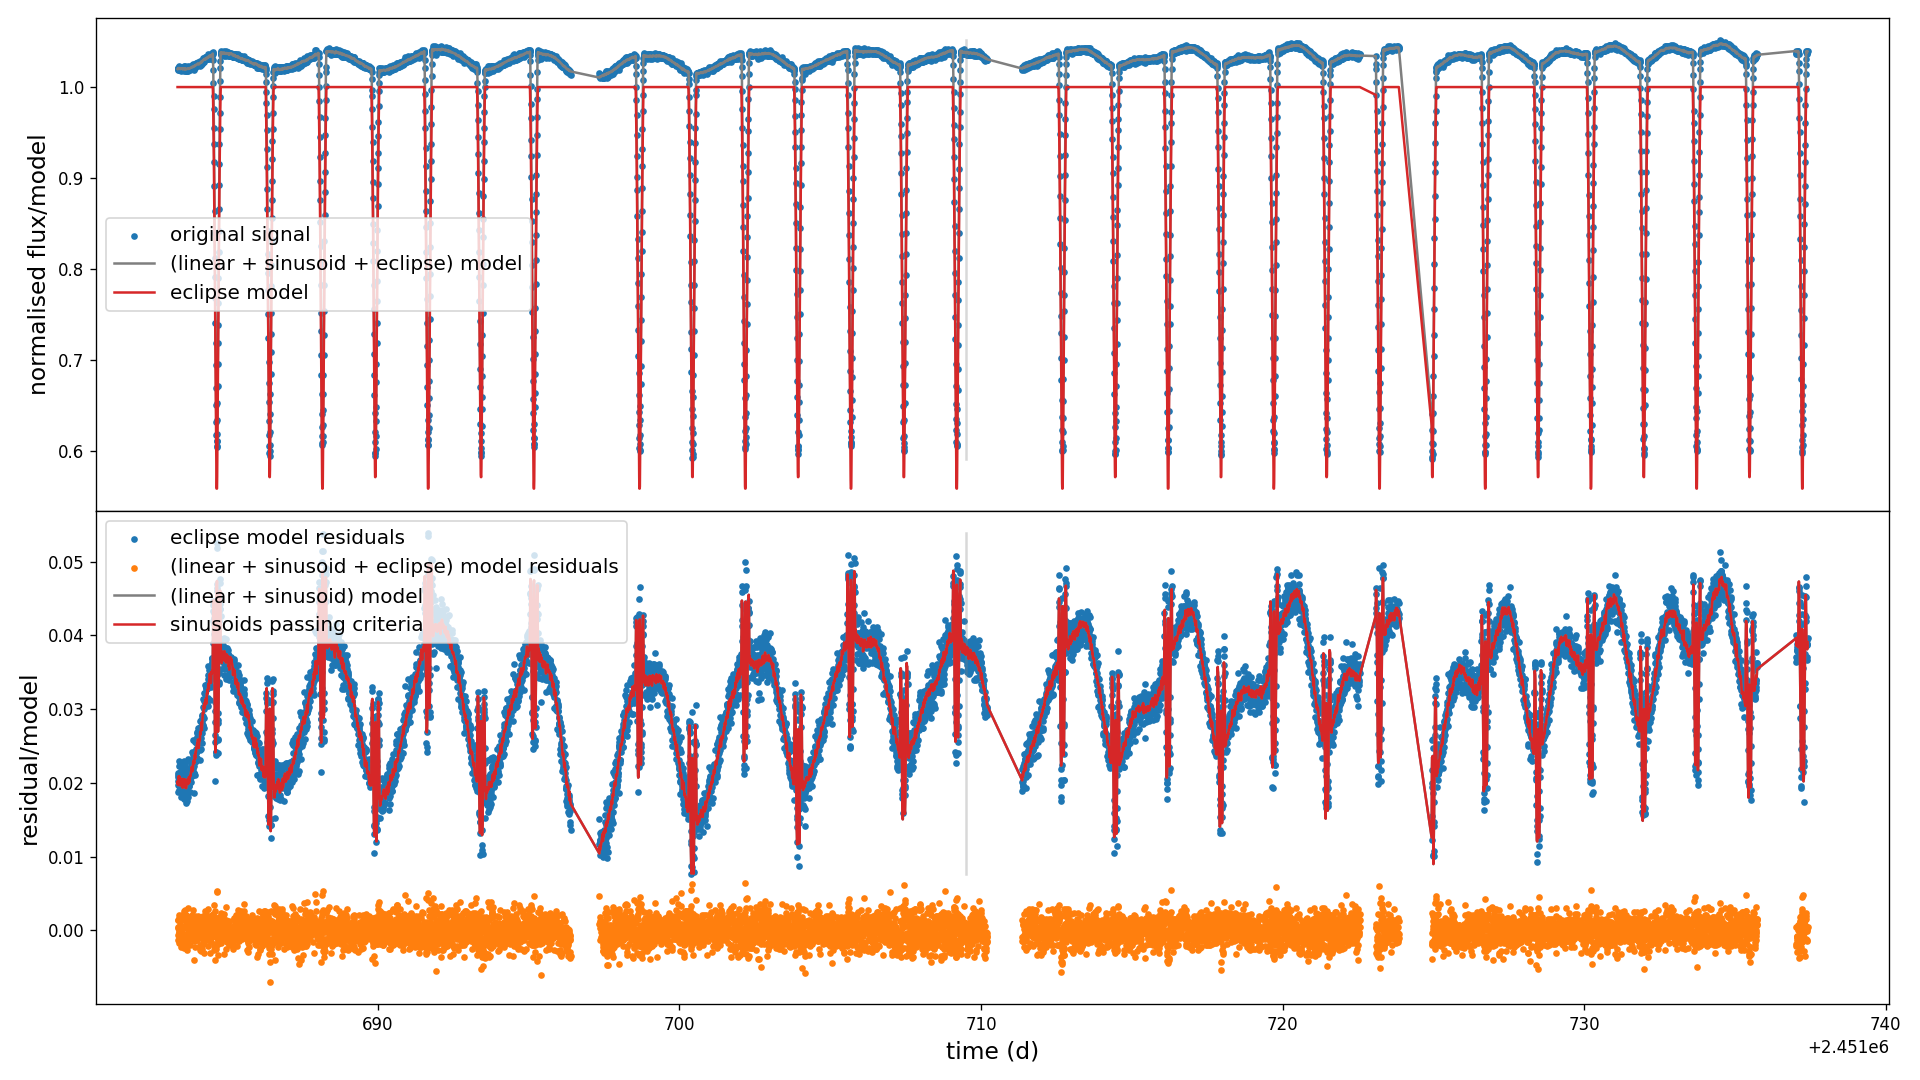 normalised flux/model
1.0
0.9
0.8
0.7
0.6
original signal
(linear + sinusoid + eclipse) model
eclipse model
residual/model
0.05
0.04
0.03
0.02
0.01
0.00
eclipse model residuals
(linear + sinusoid + eclipse) model residuals
(linear + sinusoid) model
sinusoids passing criteria
690 700 710 720 730 740
time (d)
+2.451e6